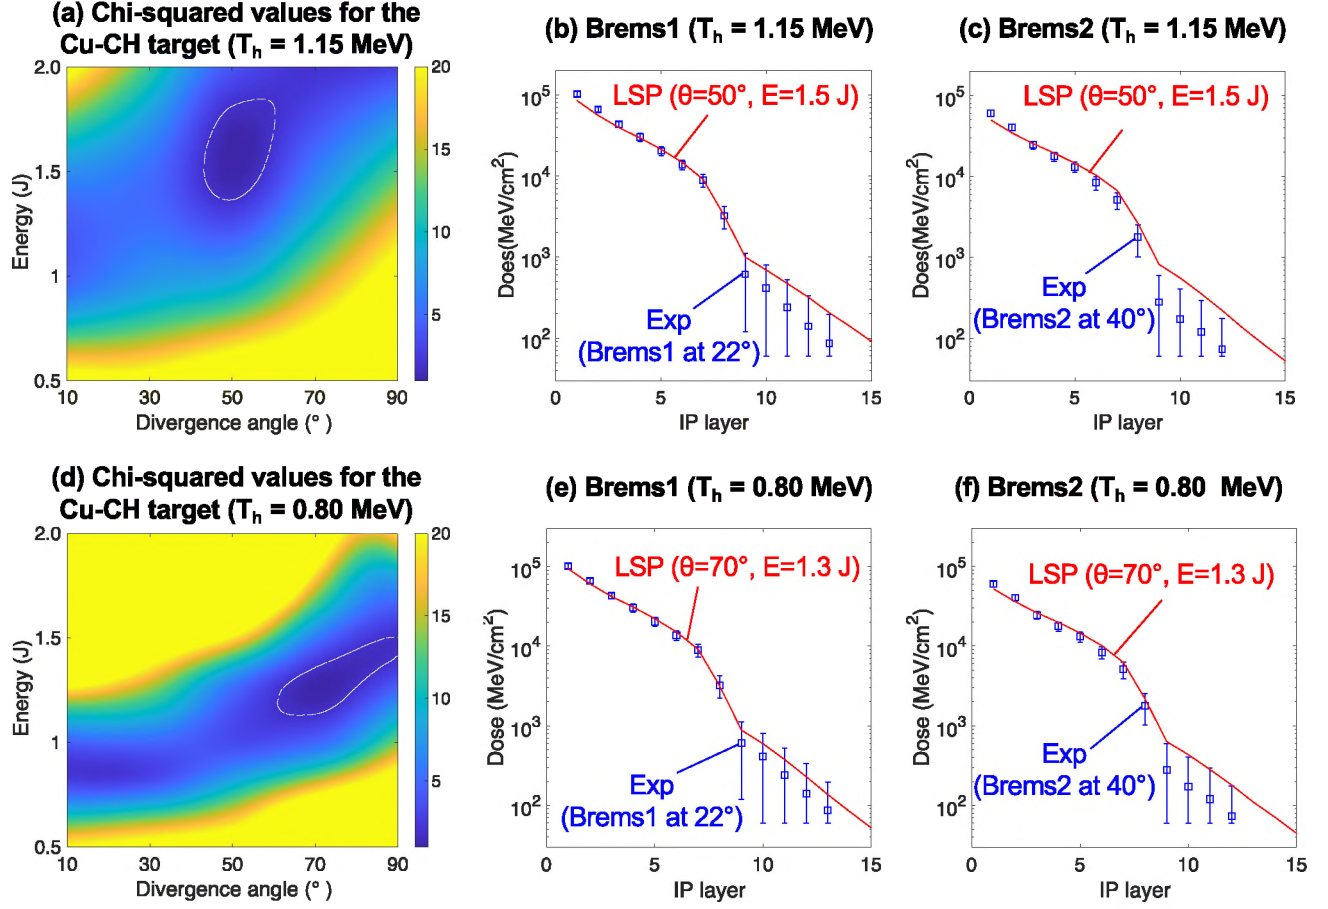 (a) Chi-squared values for the
Cu-CH target (Th = 1.15 MeV)
2.0
1.5
1
0.5
Energy (J)
10
30
50
70
90
Divergence angle (° )
20
15
10
5
(b) Brems1 (Th = 1.15 MeV)
10^5
10^4
10^3
10^2
Does(MeV/cm^2)
LSP (θ=50°, E=1.5 J)
Exp
(Brems1 at 22°)
0
5
10
15
IP layer
(c) Brems2 (Th = 1.15 MeV)
10^5
10^4
10^3
10^2
Does(MeV/cm^2)
LSP (θ=50°, E=1.5 J)
Exp
(Brems2 at 40°)
0
5
10
15
IP layer
(d) Chi-squared values for the
Cu-CH target (Th = 0.80 MeV)
2.0
1.5
1
0.5
Energy (J)
10
30
50
70
90
Divergence angle (° )
20
15
10
5
(e) Brems1 (Th = 0.80 MeV)
10^5
10^4
10^3
10^2
Dose (MeV/cm^2)
LSP (θ=70°, E=1.3 J)
Exp
(Brems1 at 22°)
0
5
10
15
IP layer
(f) Brems2 (Th = 0.80 MeV)
10^5
10^4
10^3
10^2
Dose (MeV/cm^2)
LSP (θ=70°, E=1.3 J)
Exp
(Brems2 at 40°)
0
5
10
15
IP layer